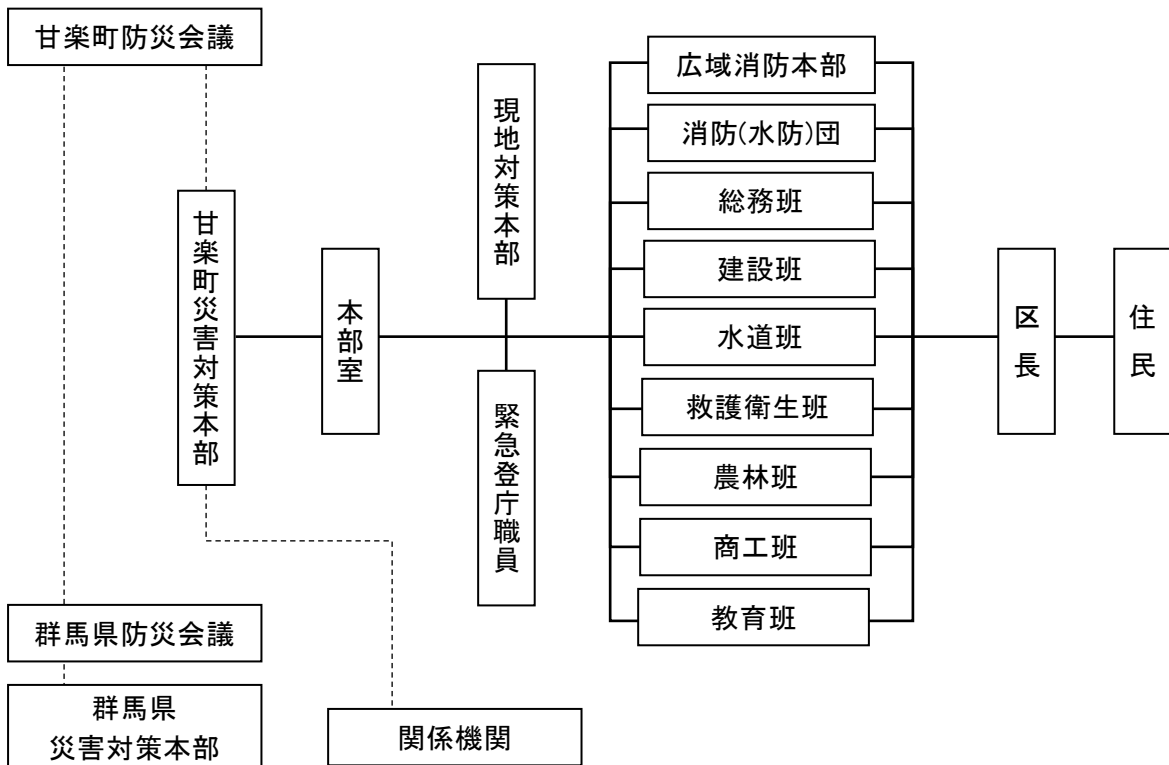 甘楽町防災会議
広域消防本部
現地対策本部
消防(水防)団
総務班
甘楽町災害対策本部
建設班
本部室
区長
住民
水道班
救護衛生班
緊急登庁職員
農林班
商工班
教育班
群馬県防災会議
群馬県
災害対策本部
関係機関